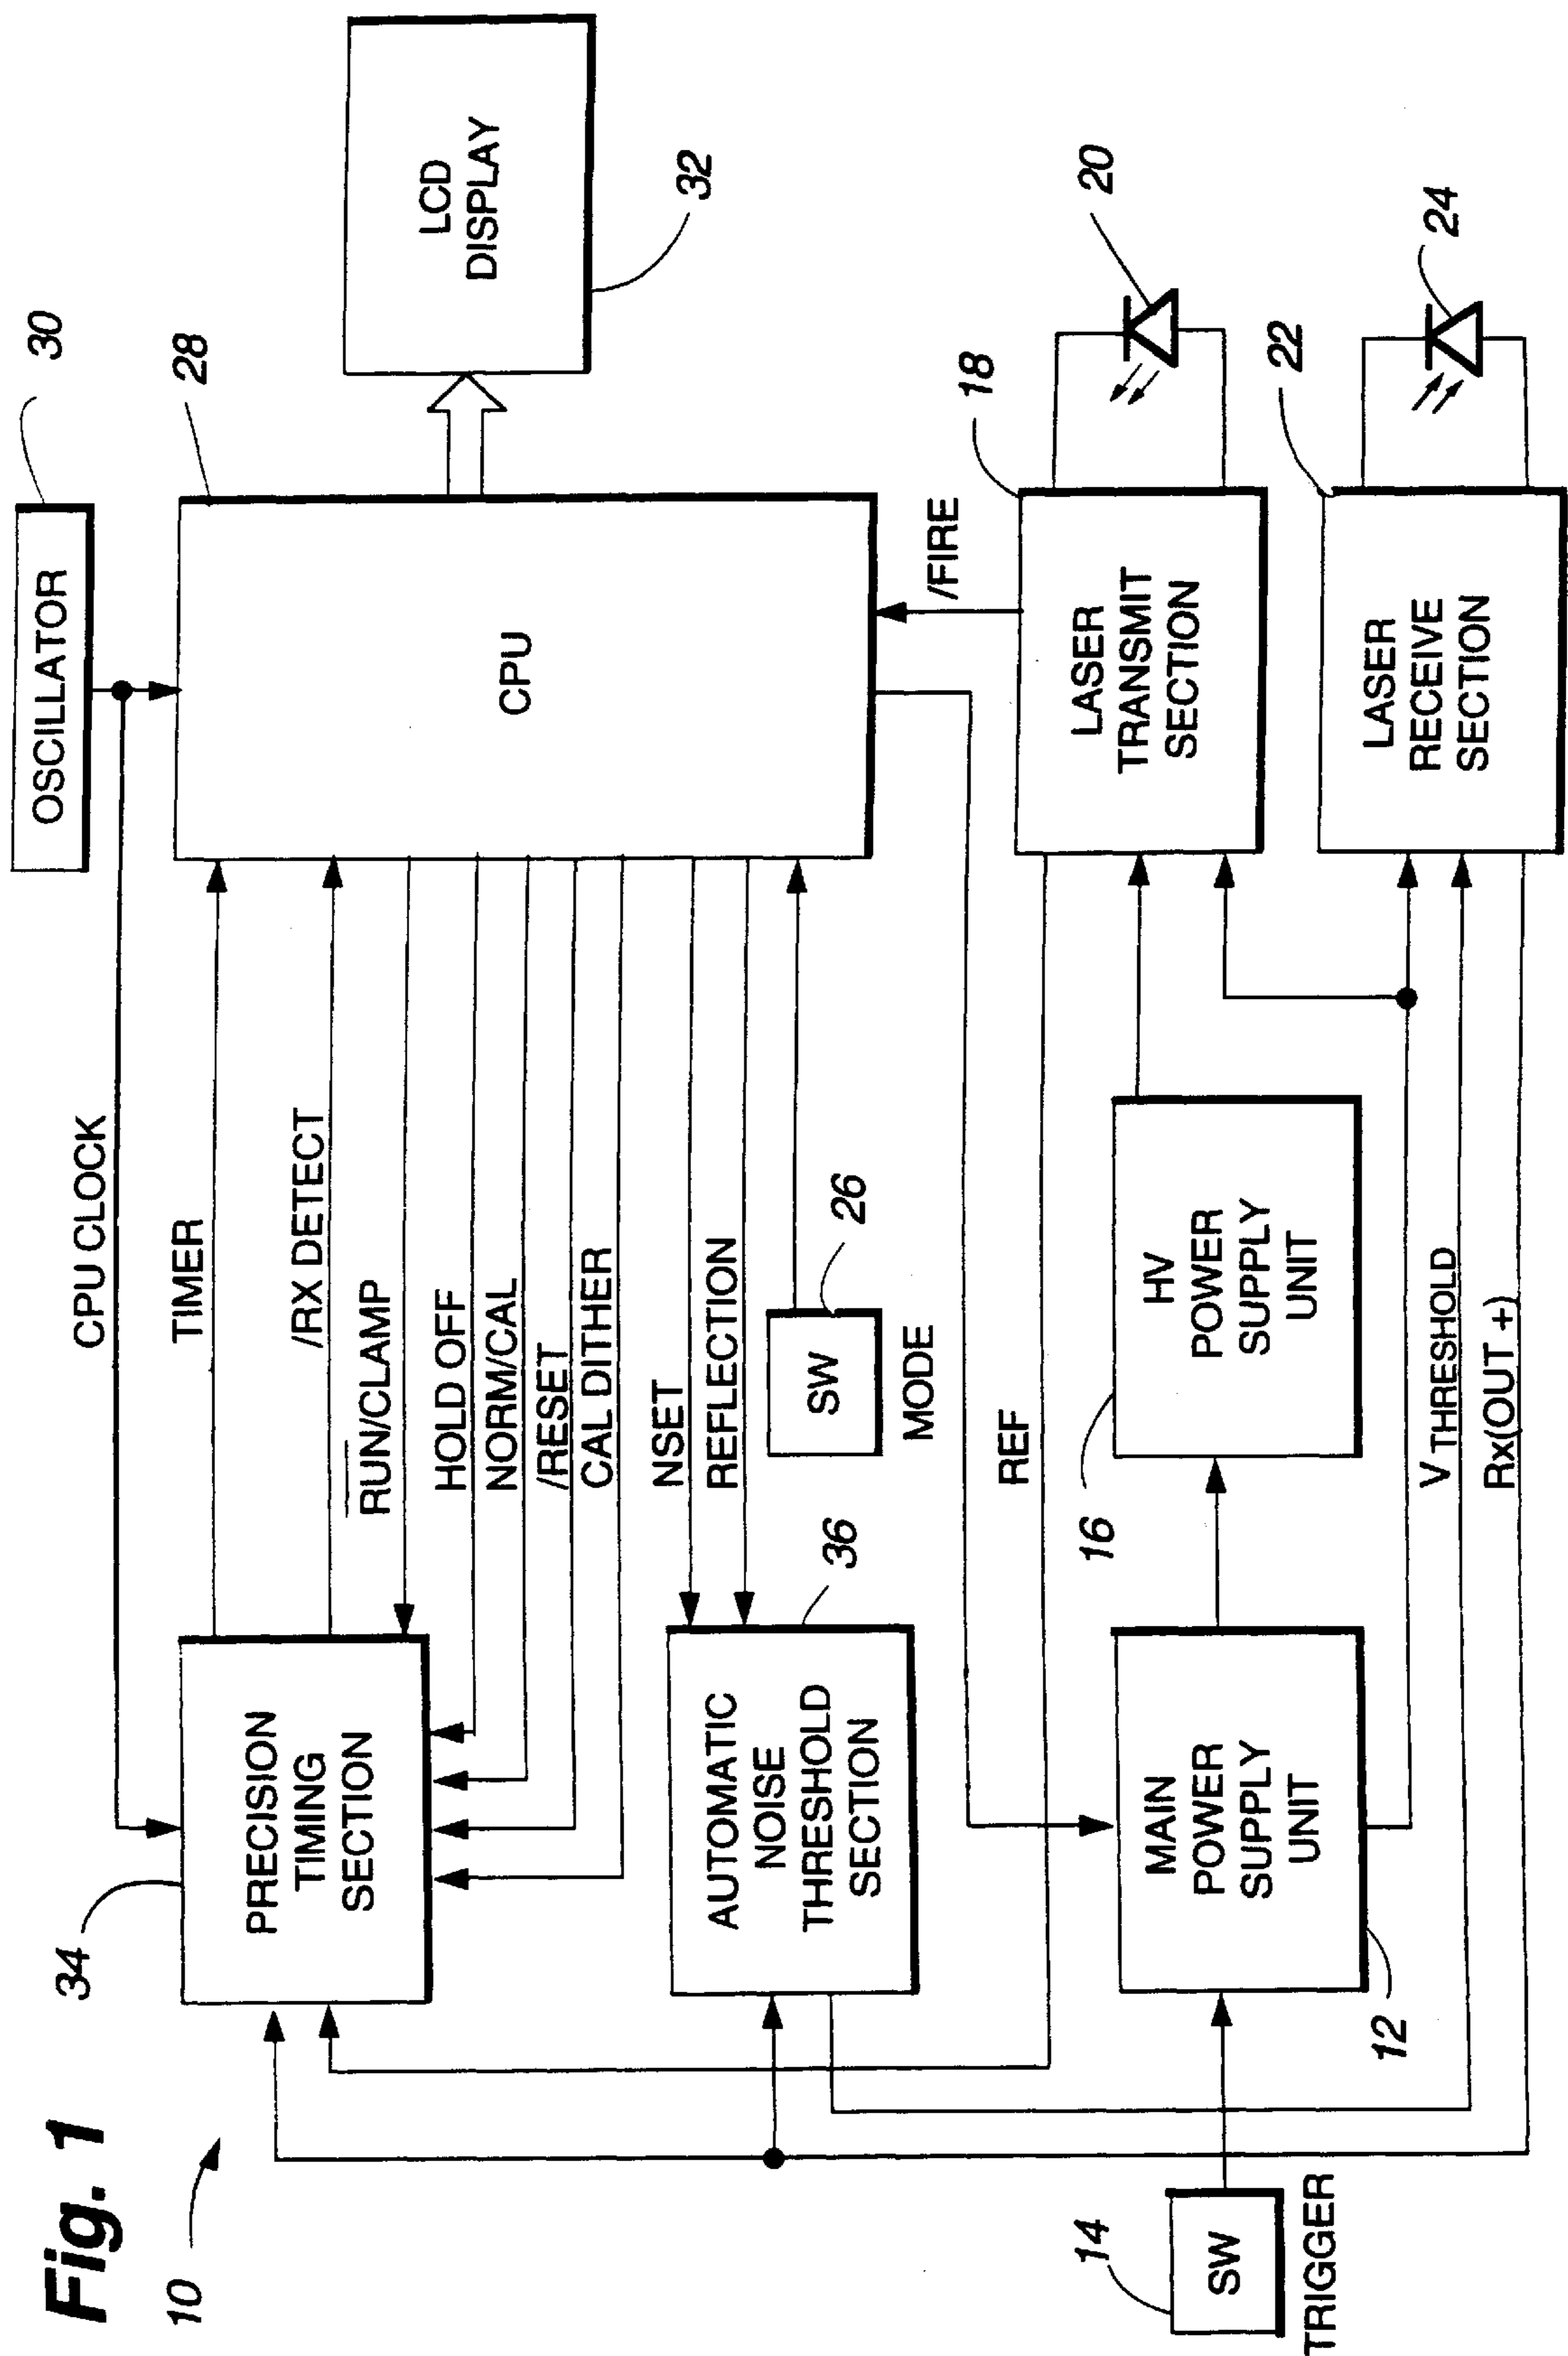 Fig. 1
10
OSCILLATOR
30
CPU CLOCK
34
PRECISION
TIMING
SECTION
TIMER
/RX DETECT
RUN/CLAMP
HOLD OFF
NORM/CAL
/RESET
CAL DITHER
CPU
28
LCD
DISPLAY
32
AUTOMATIC
NOISE
THRESHOLD
SECTION
36
NSET
REFLECTION
SW
26
MODE
/FIRE
REF
14
SW
TRIGGER
MAIN
POWER
SUPPLY
UNIT
12
16
HV
POWER
SUPPLY
UNIT
LASER
TRANSMIT
SECTION
18
20
V THRESHOLD
Rx(OUT +)
LASER
RECEIVE
SECTION
22
24